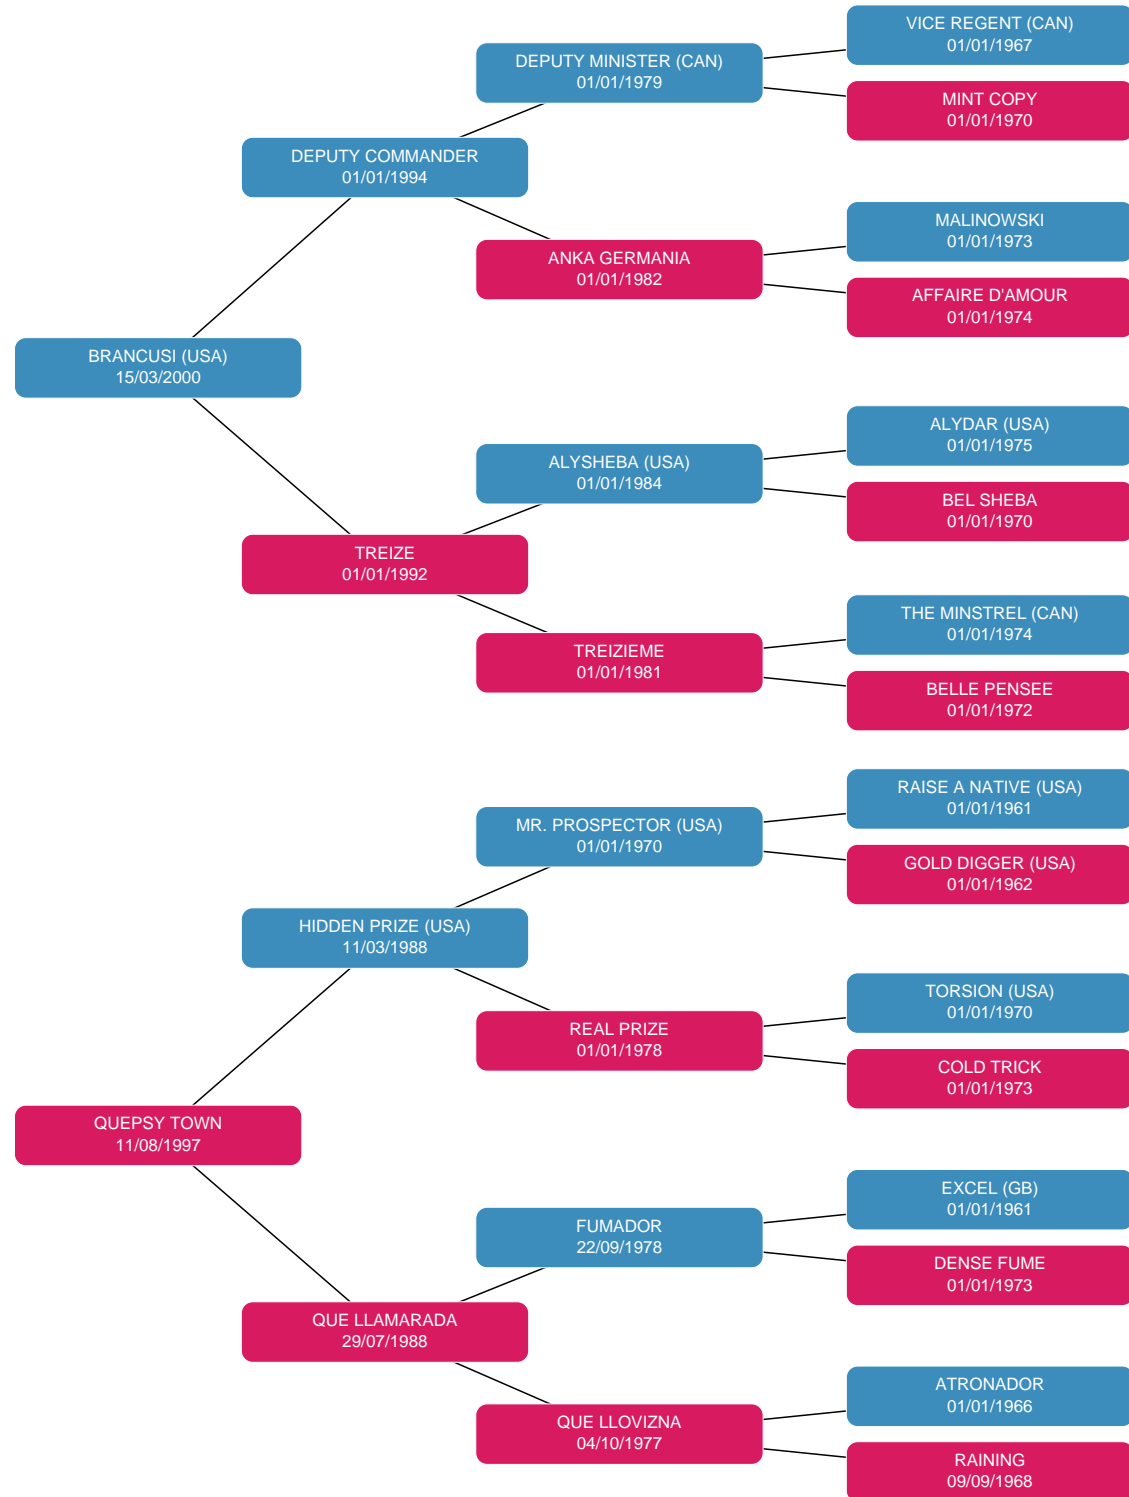 VICE REGENT (CAN)
01/01/1967
DEPUTY MINISTER (CAN)
01/01/1979
MINT COPY
01/01/1970
DEPUTY COMMANDER
01/01/1994
MALINOWSKI
01/01/1973
ANKA GERMANIA
01/01/1982
AFFAIRE D'AMOUR
01/01/1974
BRANCUSI (USA)
15/03/2000
ALYDAR (USA)
01/01/1975
ALYSHEBA (USA)
01/01/1984
BEL SHEBA
01/01/1970
TREIZE
01/01/1992
THE MINSTREL (CAN)
01/01/1974
TREIZIEME
01/01/1981
BELLE PENSEE
01/01/1972
RAISE A NATIVE (USA)
01/01/1961
MR. PROSPECTOR (USA)
01/01/1970
GOLD DIGGER (USA)
01/01/1962
HIDDEN PRIZE (USA)
11/03/1988
TORSION (USA)
01/01/1970
REAL PRIZE
01/01/1978
COLD TRICK
01/01/1973
QUEPSY TOWN
11/08/1997
EXCEL (GB)
01/01/1961
FUMADOR
22/09/1978
DENSE FUME
01/01/1973
QUE LLAMARADA
29/07/1988
ATRONADOR
01/01/1966
QUE LLOVIZNA
04/10/1977
RAINING
09/09/1968